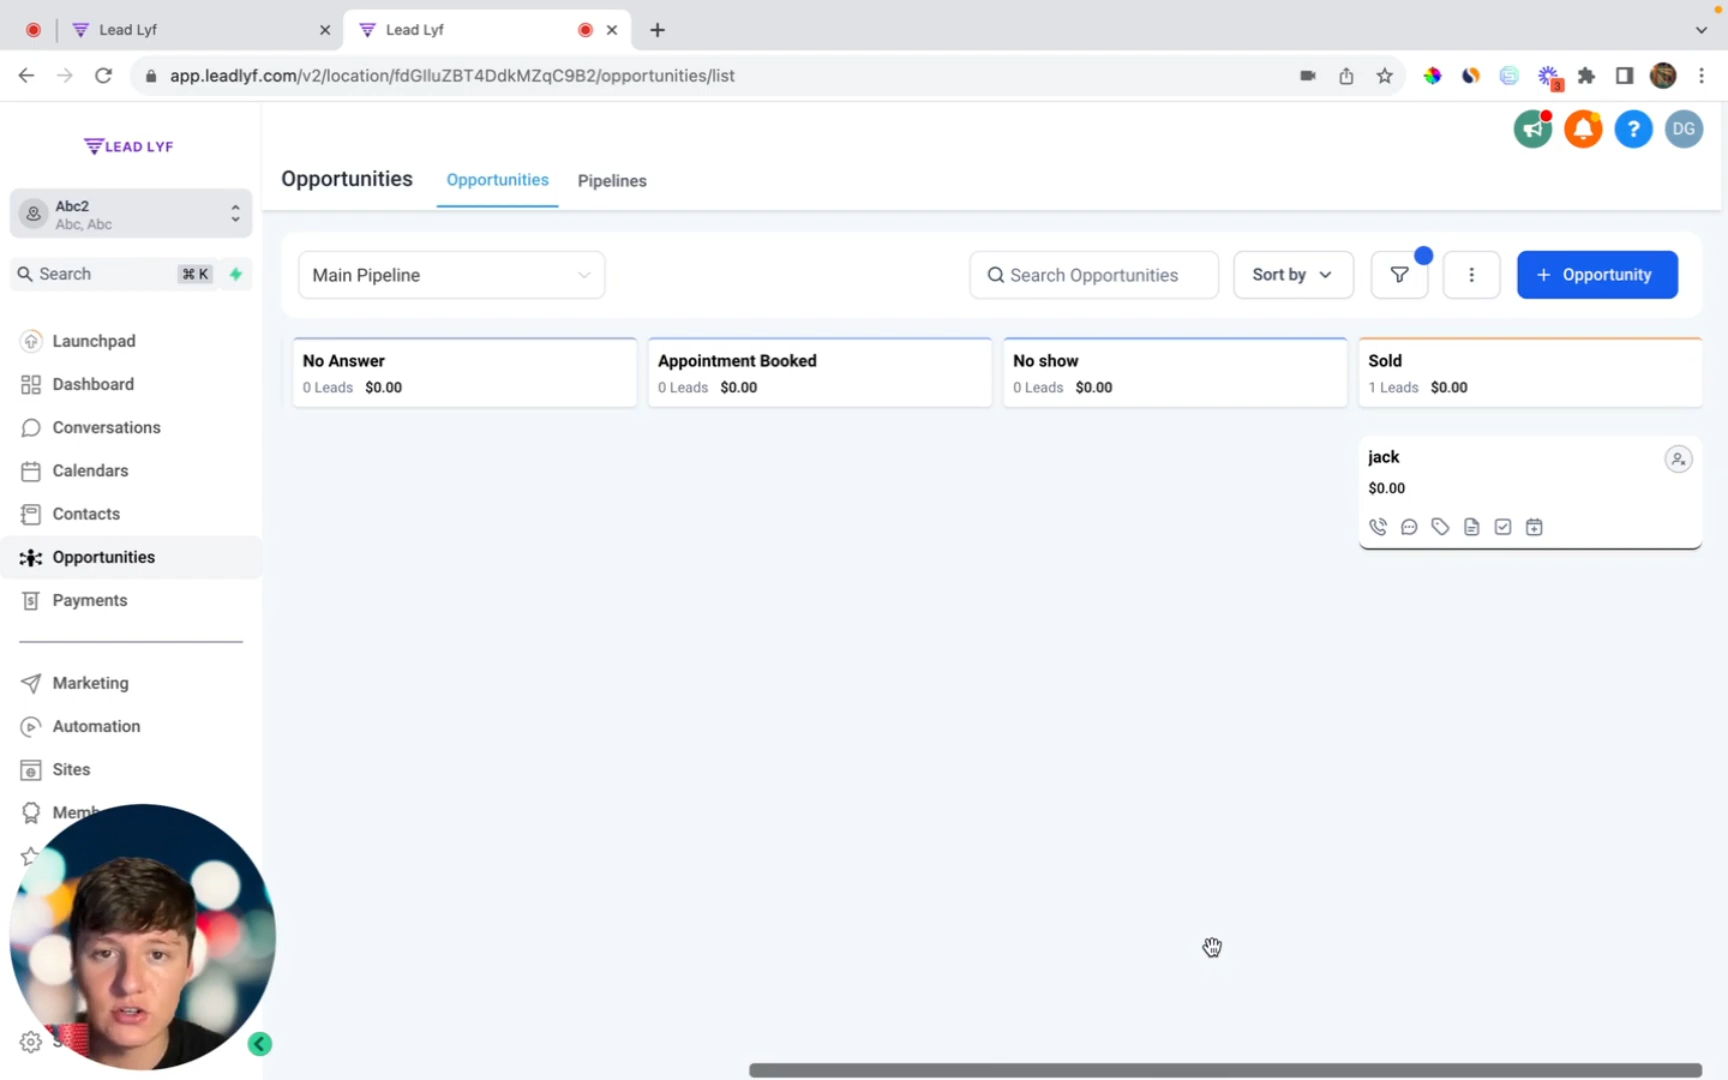 Lead Lyf
Lead Lyf
app.leadlyf.com/v2/location/fdGlluZBT4DdkMZqC9B2/opportunities/list
3
LEAD LYF
DG
Opportunities
Opportunities
Pipelines
Abc2
Abc, Abc
Search
⌘ K
Main Pipeline
Search Opportunities
Sort by
+ Opportunity
Launchpad
Dashboard
Conversations
Calendars
Contacts
Opportunities
Payments
Marketing
Automation
Sites
No Answer
0 Leads $0.00
Appointment Booked
0 Leads $0.00
No show
0 Leads $0.00
Sold
1 Leads $0.00
jack
$0.00